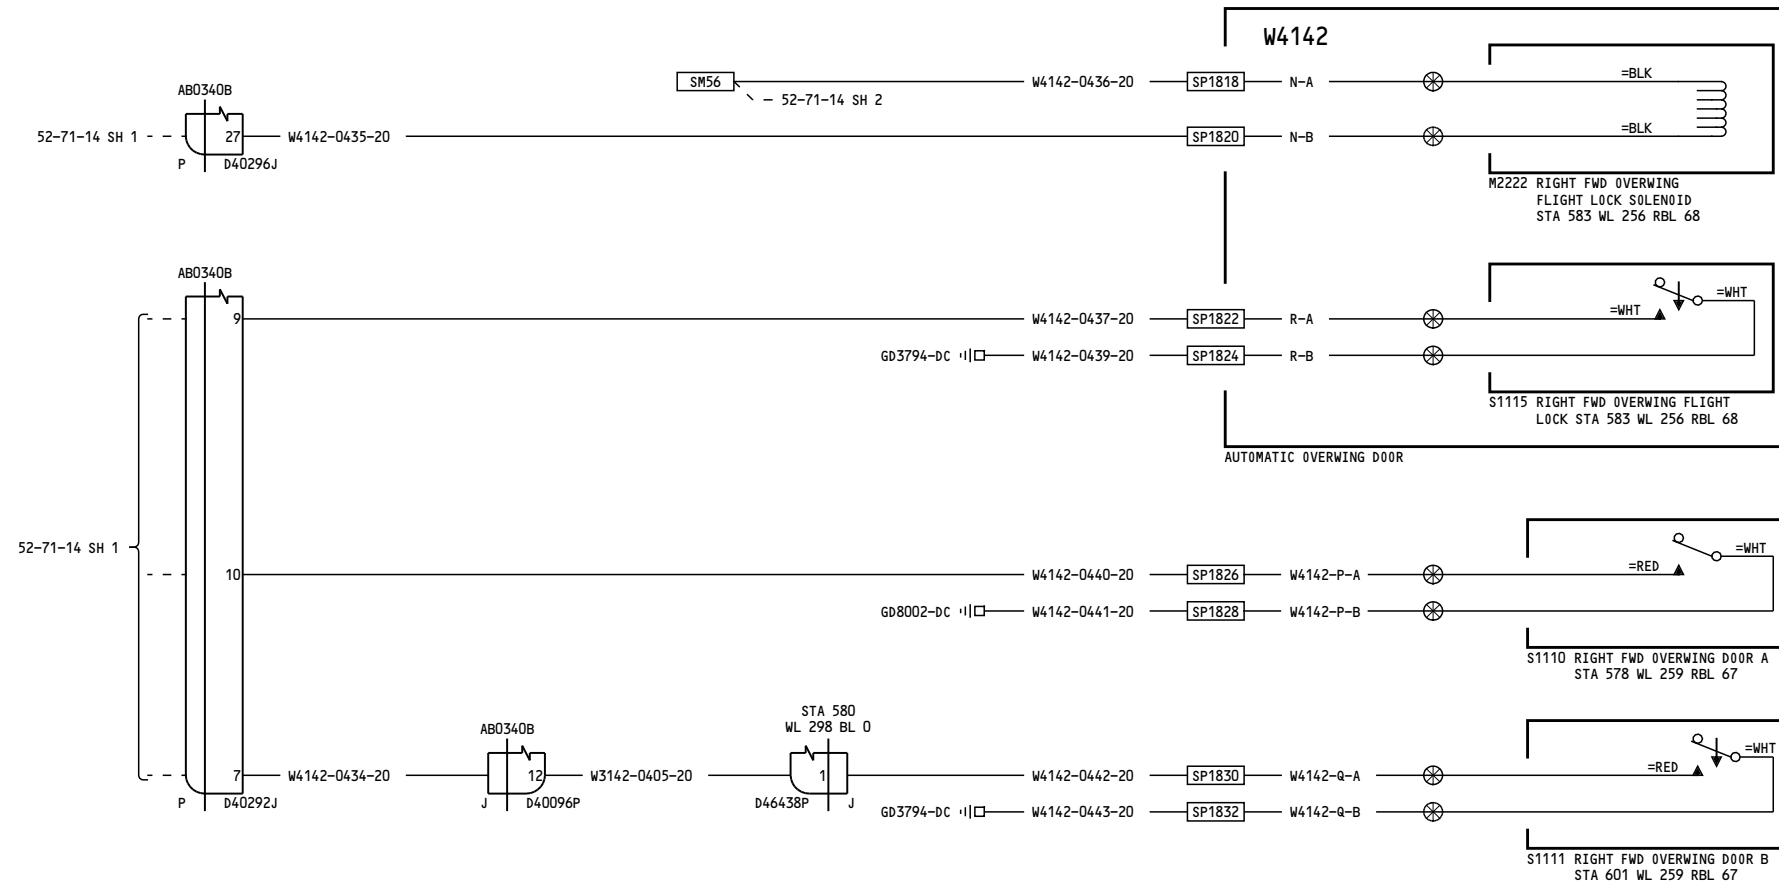 W4142
AB0340B
SM56
W4142-0436-20
SP1818
N-A
=BLK
52-71-14 SH 2
52-71-14 SH 1
27
W4142-0435-20
SP1820
N-B
=BLK
P
D40296J
M2222 RIGHT FWD OVERWING
FLIGHT LOCK SOLENOID
STA 583 WL 256 RBL 68
AB0340B
9
W4142-0437-20
SP1822
R-A
=WHT
=WHT
GD3794-DC
W4142-0439-20
SP1824
R-B
S1115 RIGHT FWD OVERWING FLIGHT
LOCK STA 583 WL 256 RBL 68
AUTOMATIC OVERWING DOOR
52-71-14 SH 1
10
W4142-0440-20
SP1826
W4142-P-A
=RED
=WHT
GD8002-DC
W4142-0441-20
SP1828
W4142-P-B
S1110 RIGHT FWD OVERWING DOOR A
STA 578 WL 259 RBL 67
AB0340B
STA 580
WL 298 BL 0
7
W4142-0434-20
12
W3142-0405-20
1
W4142-0442-20
SP1830
W4142-Q-A
=RED
=WHT
P
D40292J
J
D40096P
D46438P
J
GD3794-DC
W4142-0443-20
SP1832
W4142-Q-B
S1111 RIGHT FWD OVERWING DOOR B
STA 601 WL 259 RBL 67